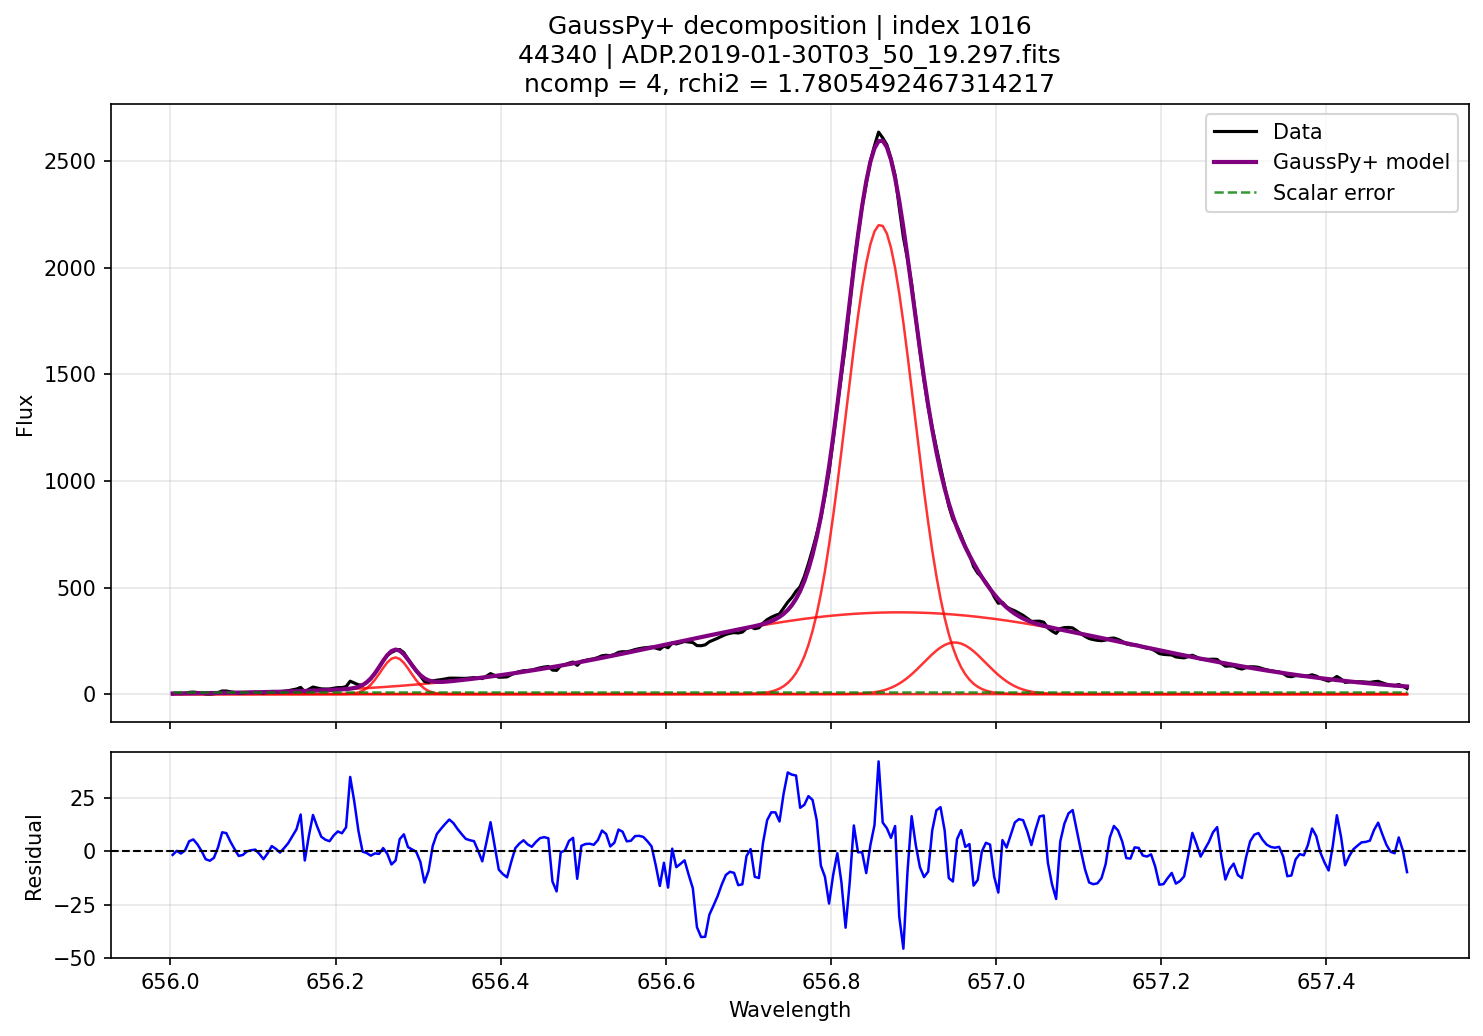 GaussPy+ decomposition | index 1016
44340 | ADP.2019-01-30T03_50_19.297.fits
ncomp = 4, rchi2 = 1.7805492467314217
Data
GaussPy+ model
Scalar error
Flux
2500
2000
1500
1000
500
0
Residual
25
0
−25
−50
656.0 656.2 656.4 656.6 656.8 657.0 657.2 657.4
Wavelength